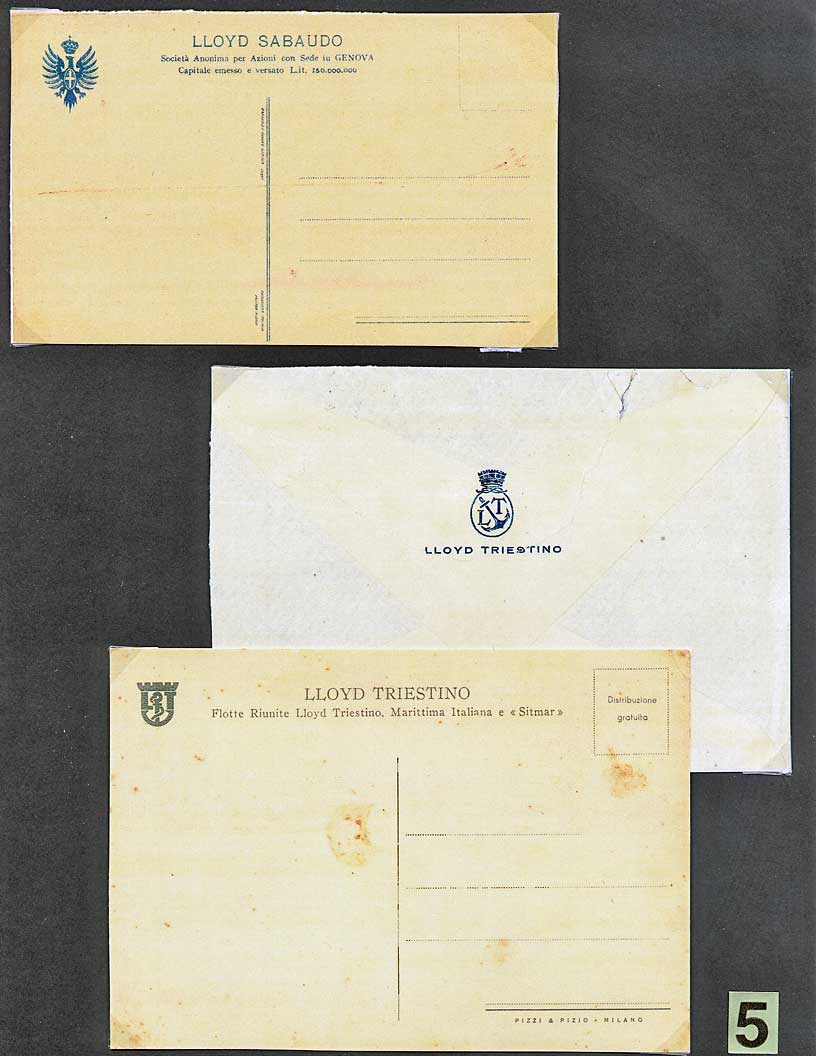 LLOYD SABAUDO
Società Anonima per Azioni con Sede in GENOVA
Capitale emesso e versato L.it. 150.000.000
LT
LLOYD TRIESTINO
LLOYD TRIESTINO
Flotte Riunite Lloyd Triestino, Marittima Italiana e «Sitmar»
Distribuzione
gratuita
PIZZI & PIZIO - MILANO
5